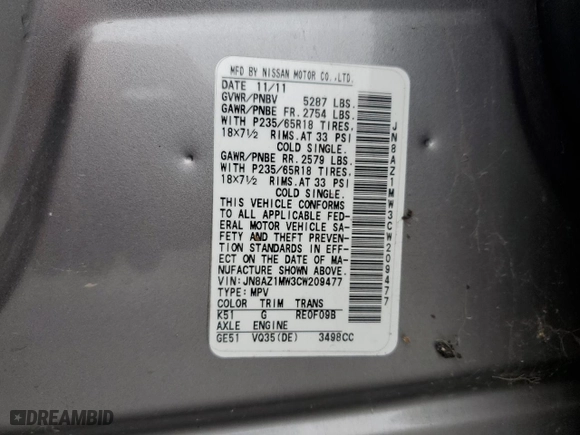 MFD BY NISSAN MOTOR CO.,LTD.
DATE 11/11
GVWR/PNBV 5287 LBS.
GAWR/PNBE FR. 2754 LBS.
WITH P235/65R18 TIRES,
18X7½ RIMS.AT 33 PSI
COLD SINGLE.
GAWR/PNBE RR. 2579 LBS.
WITH P235/65R18 TIRES,
18X7½ RIMS.AT 33 PSI
COLD SINGLE.
THIS VEHICLE CONFORMS
TO ALL APPLICABLE FED-
ERAL MOTOR VEHICLE SA-
FETY AND THEFT PREVEN-
TION STANDARDS IN EFF-
ECT ON THE DATE OF MA-
NUFACTURE SHOWN ABOVE.
VIN:JN8AZ1MW3CW209477
TYPE:MPV
COLOR TRIM TRANS
K51 G RE0F09B
AXLE ENGINE
GE51 VQ35(DE) 3498CC
JN8AZ1MW3CW209477
DREAMBID